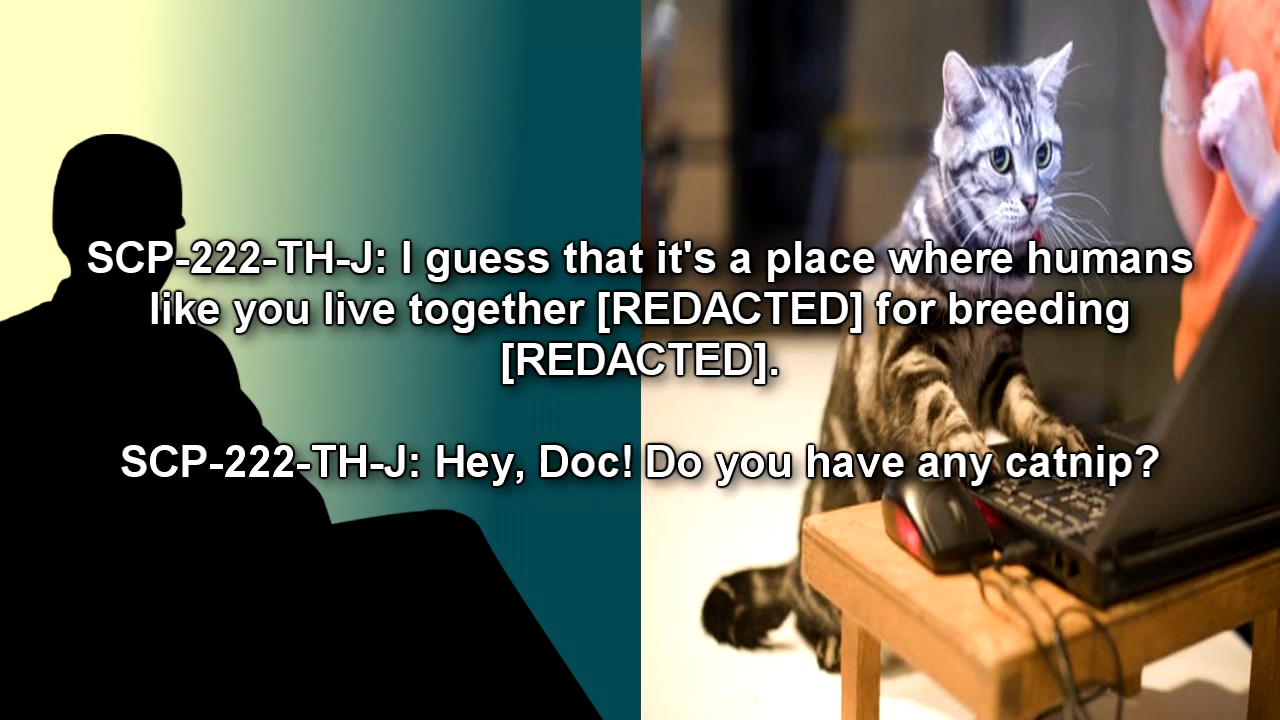 SCP-222-TH-J: I guess that it's a place where humans
like you live together [REDACTED] for breeding
[REDACTED].
SCP-222-TH-J: Hey, Doc! Do you have any catnip?